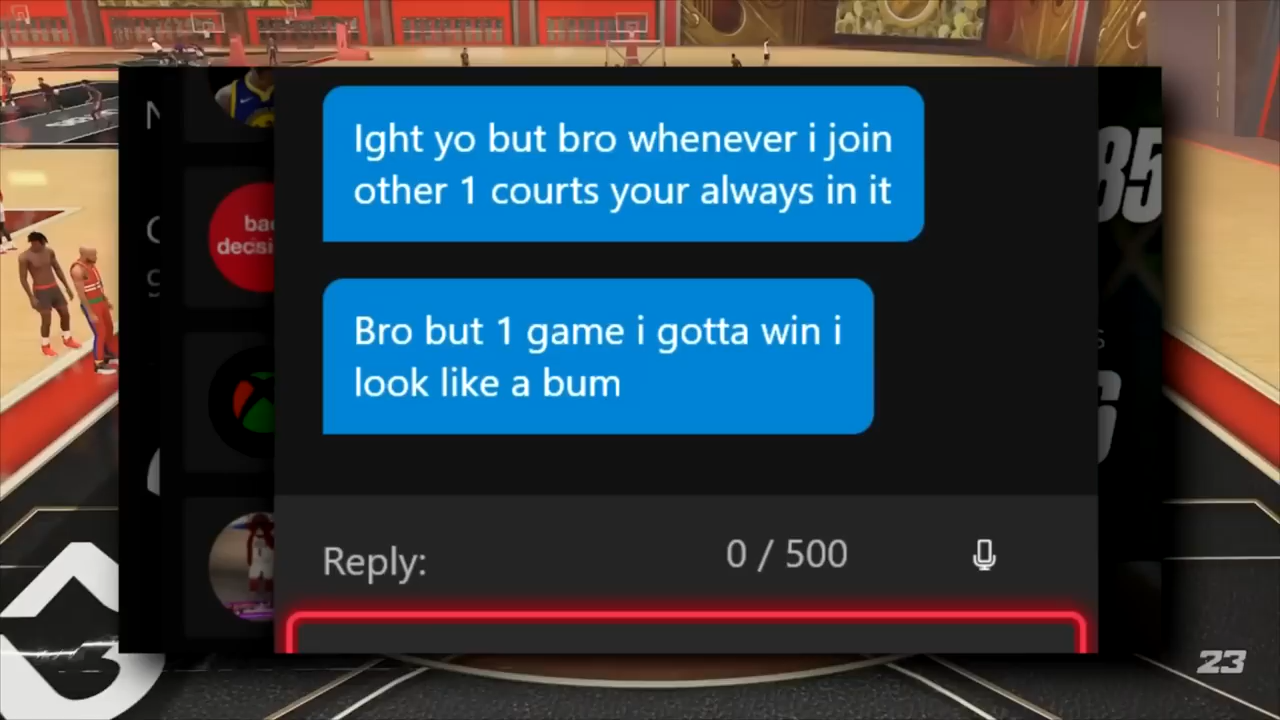 Ight yo but bro whenever i join
other 1 courts your always in it
Bro but 1 game i gotta win i
look like a bum
Reply:
0 / 500
85
23